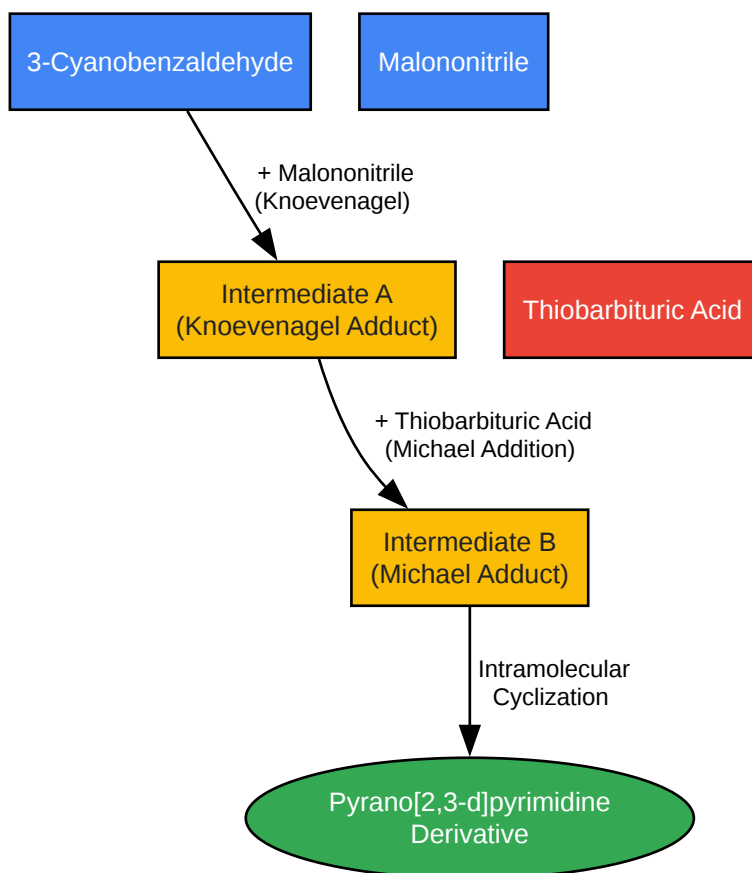 3-Cyanobenzaldehyde
Malononitrile
+ Malononitrile
(Knoevenagel)
Intermediate A
(Knoevenagel Adduct)
Thiobarbituric Acid
+ Thiobarbituric Acid
(Michael Addition)
Intermediate B
(Michael Adduct)
Intramolecular
Cyclization
Pyrano[2,3-d]pyrimidine
Derivative